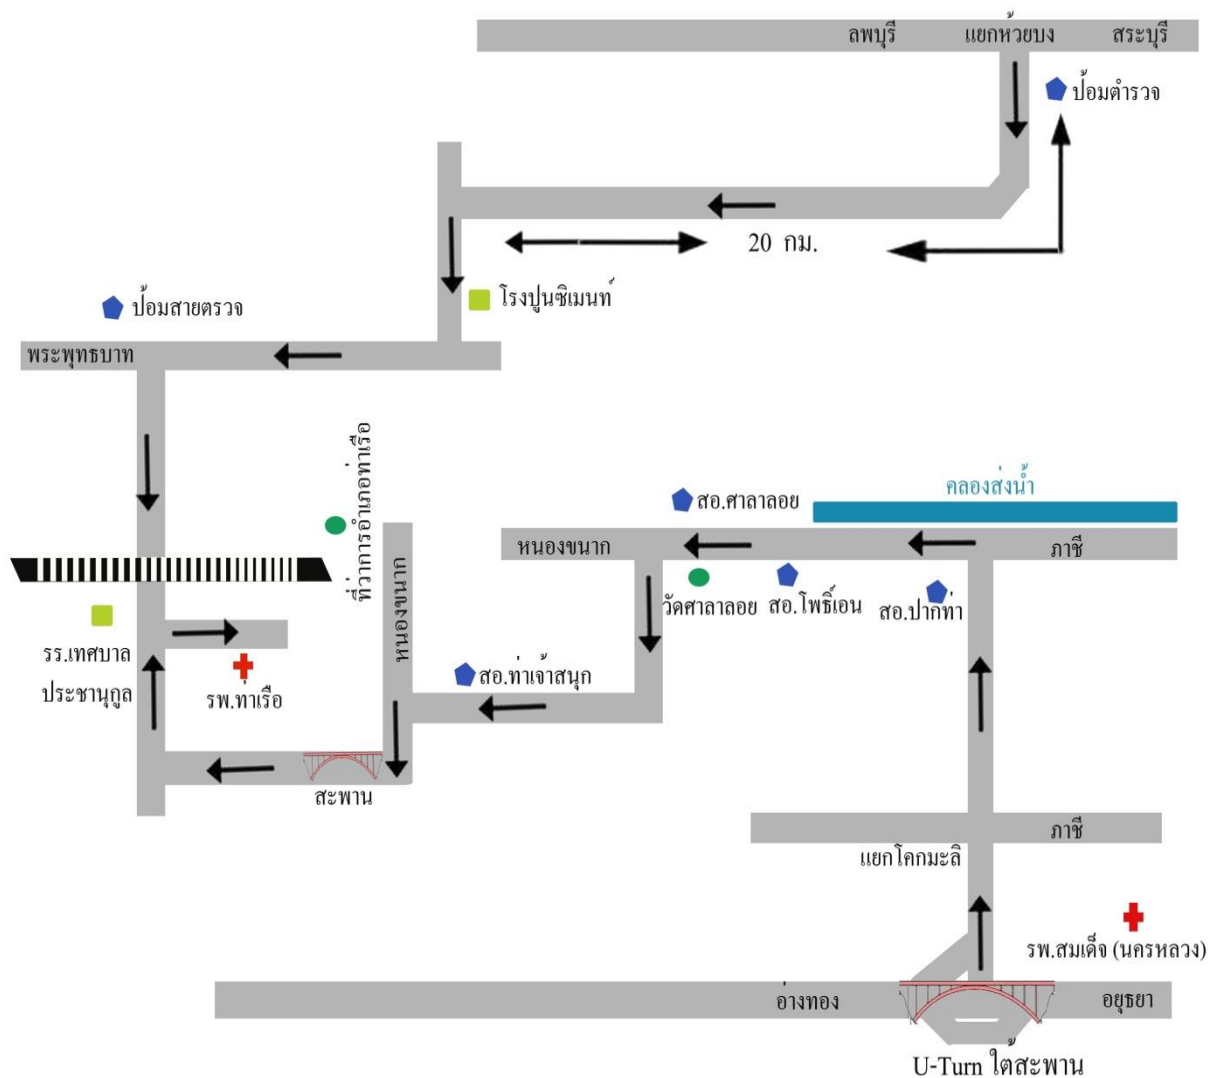 ลพบุรี แยกห้วยบง สระบุรี
ป้อมตำรวจ
20 กม.
โรงปูนซิเมนท์
ป้อมสายตรวจ
พระพุทธบาท
ที่ว่าการอำเภอท่าเรือ
คลองส่งน้ำ
สอ.ศาลาลอย
หนองขนาก
ภาชี
วัดศาลาลอย
สอ.โพธิ์เอน
สอ.ปากท่า
หนองขนาก
รร.เทศบาล
ประชานุกูล
รพ.ท่าเรือ
สอ.ท่าเจ้าสนุก
สะพาน
ภาชี
แยกโคกมะลิ
รพ.สมเด็จ (นครหลวง)
อ่างทอง
อยุธยา
U-Turn ใต้สะพาน